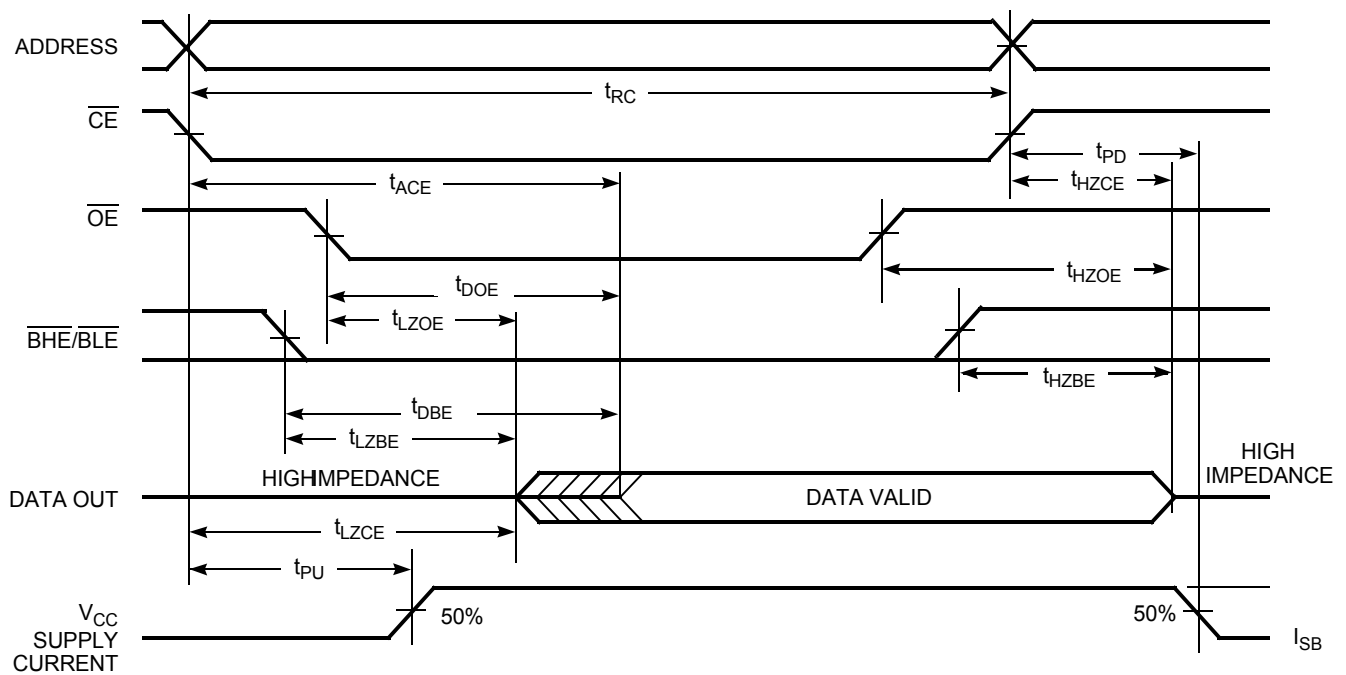 ADDRESS
tRC
CE
tPD
tACE
tHZCE
OE
tHZOE
tDOE
tLZOE
BHE/BLE
tHZBE
tDBE
tLZBE
HIGHIMPEDANCE
HIGH
IMPEDANCE
DATA OUT
DATA VALID
tLZCE
tPU
VCC
SUPPLY
CURRENT
50%
50%
ISB